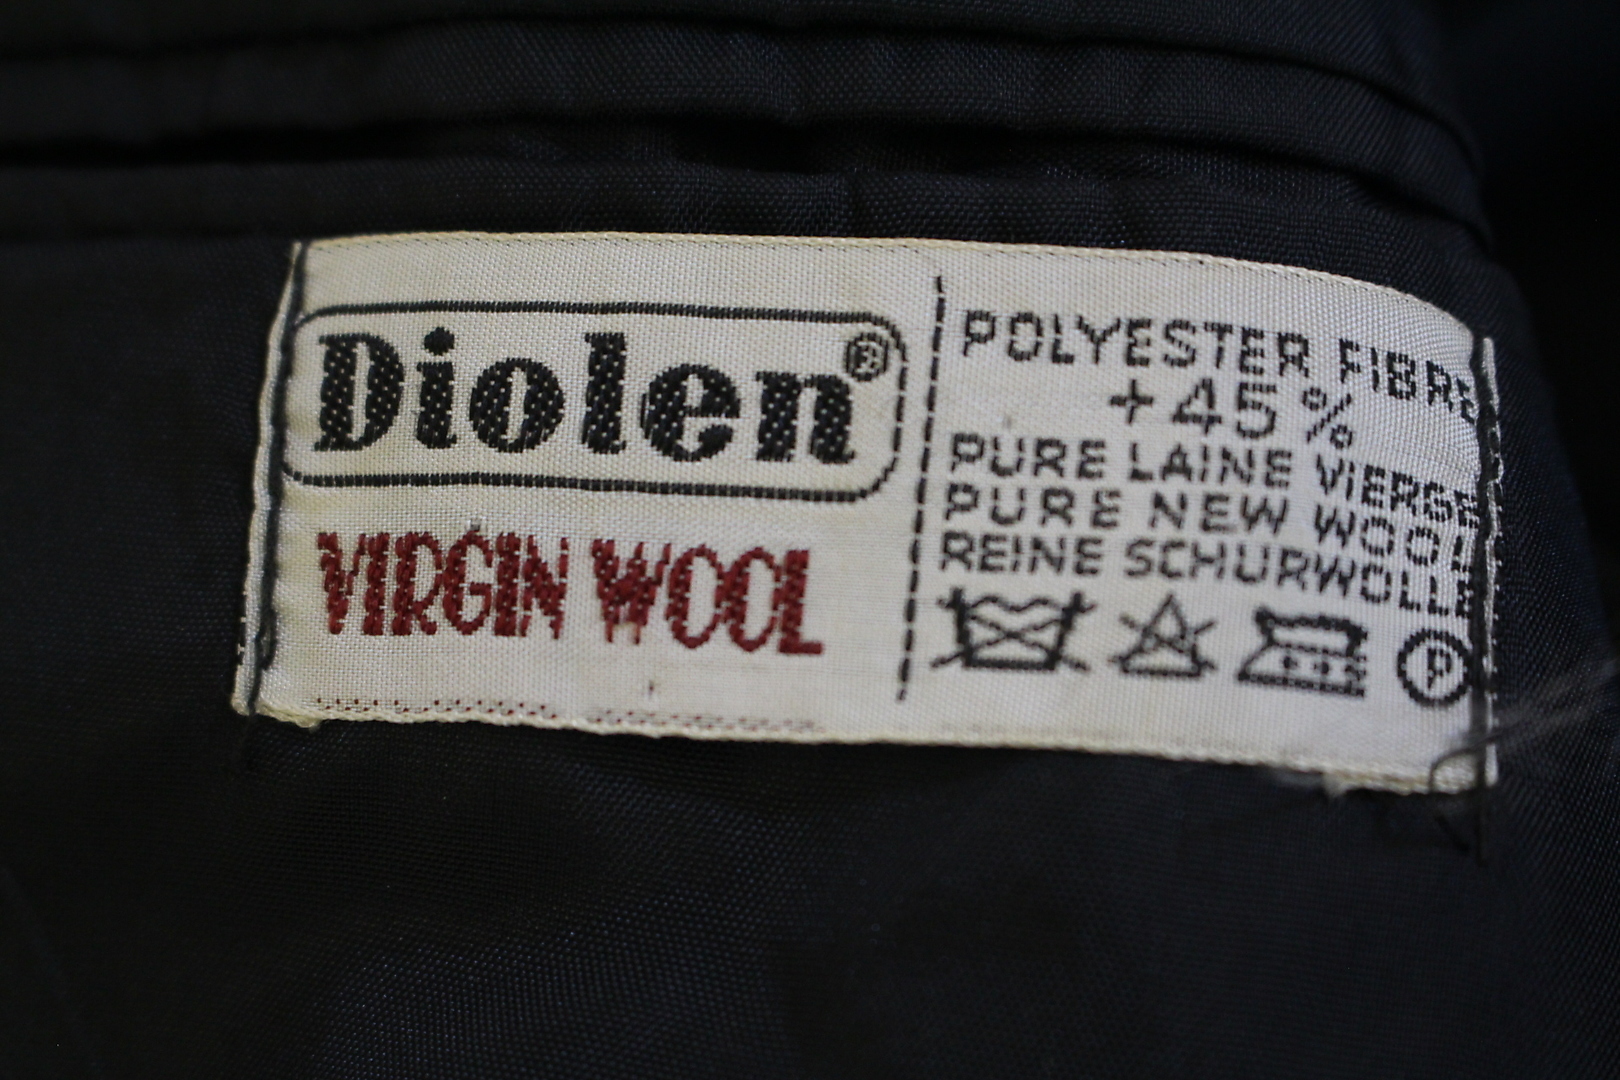 Diolen®
VIRGIN WOOL
POLYESTER FIBRE
+45%
PURE LAINE VIERGE
PURE NEW WOOL
REINE SCHURWOLLE
P